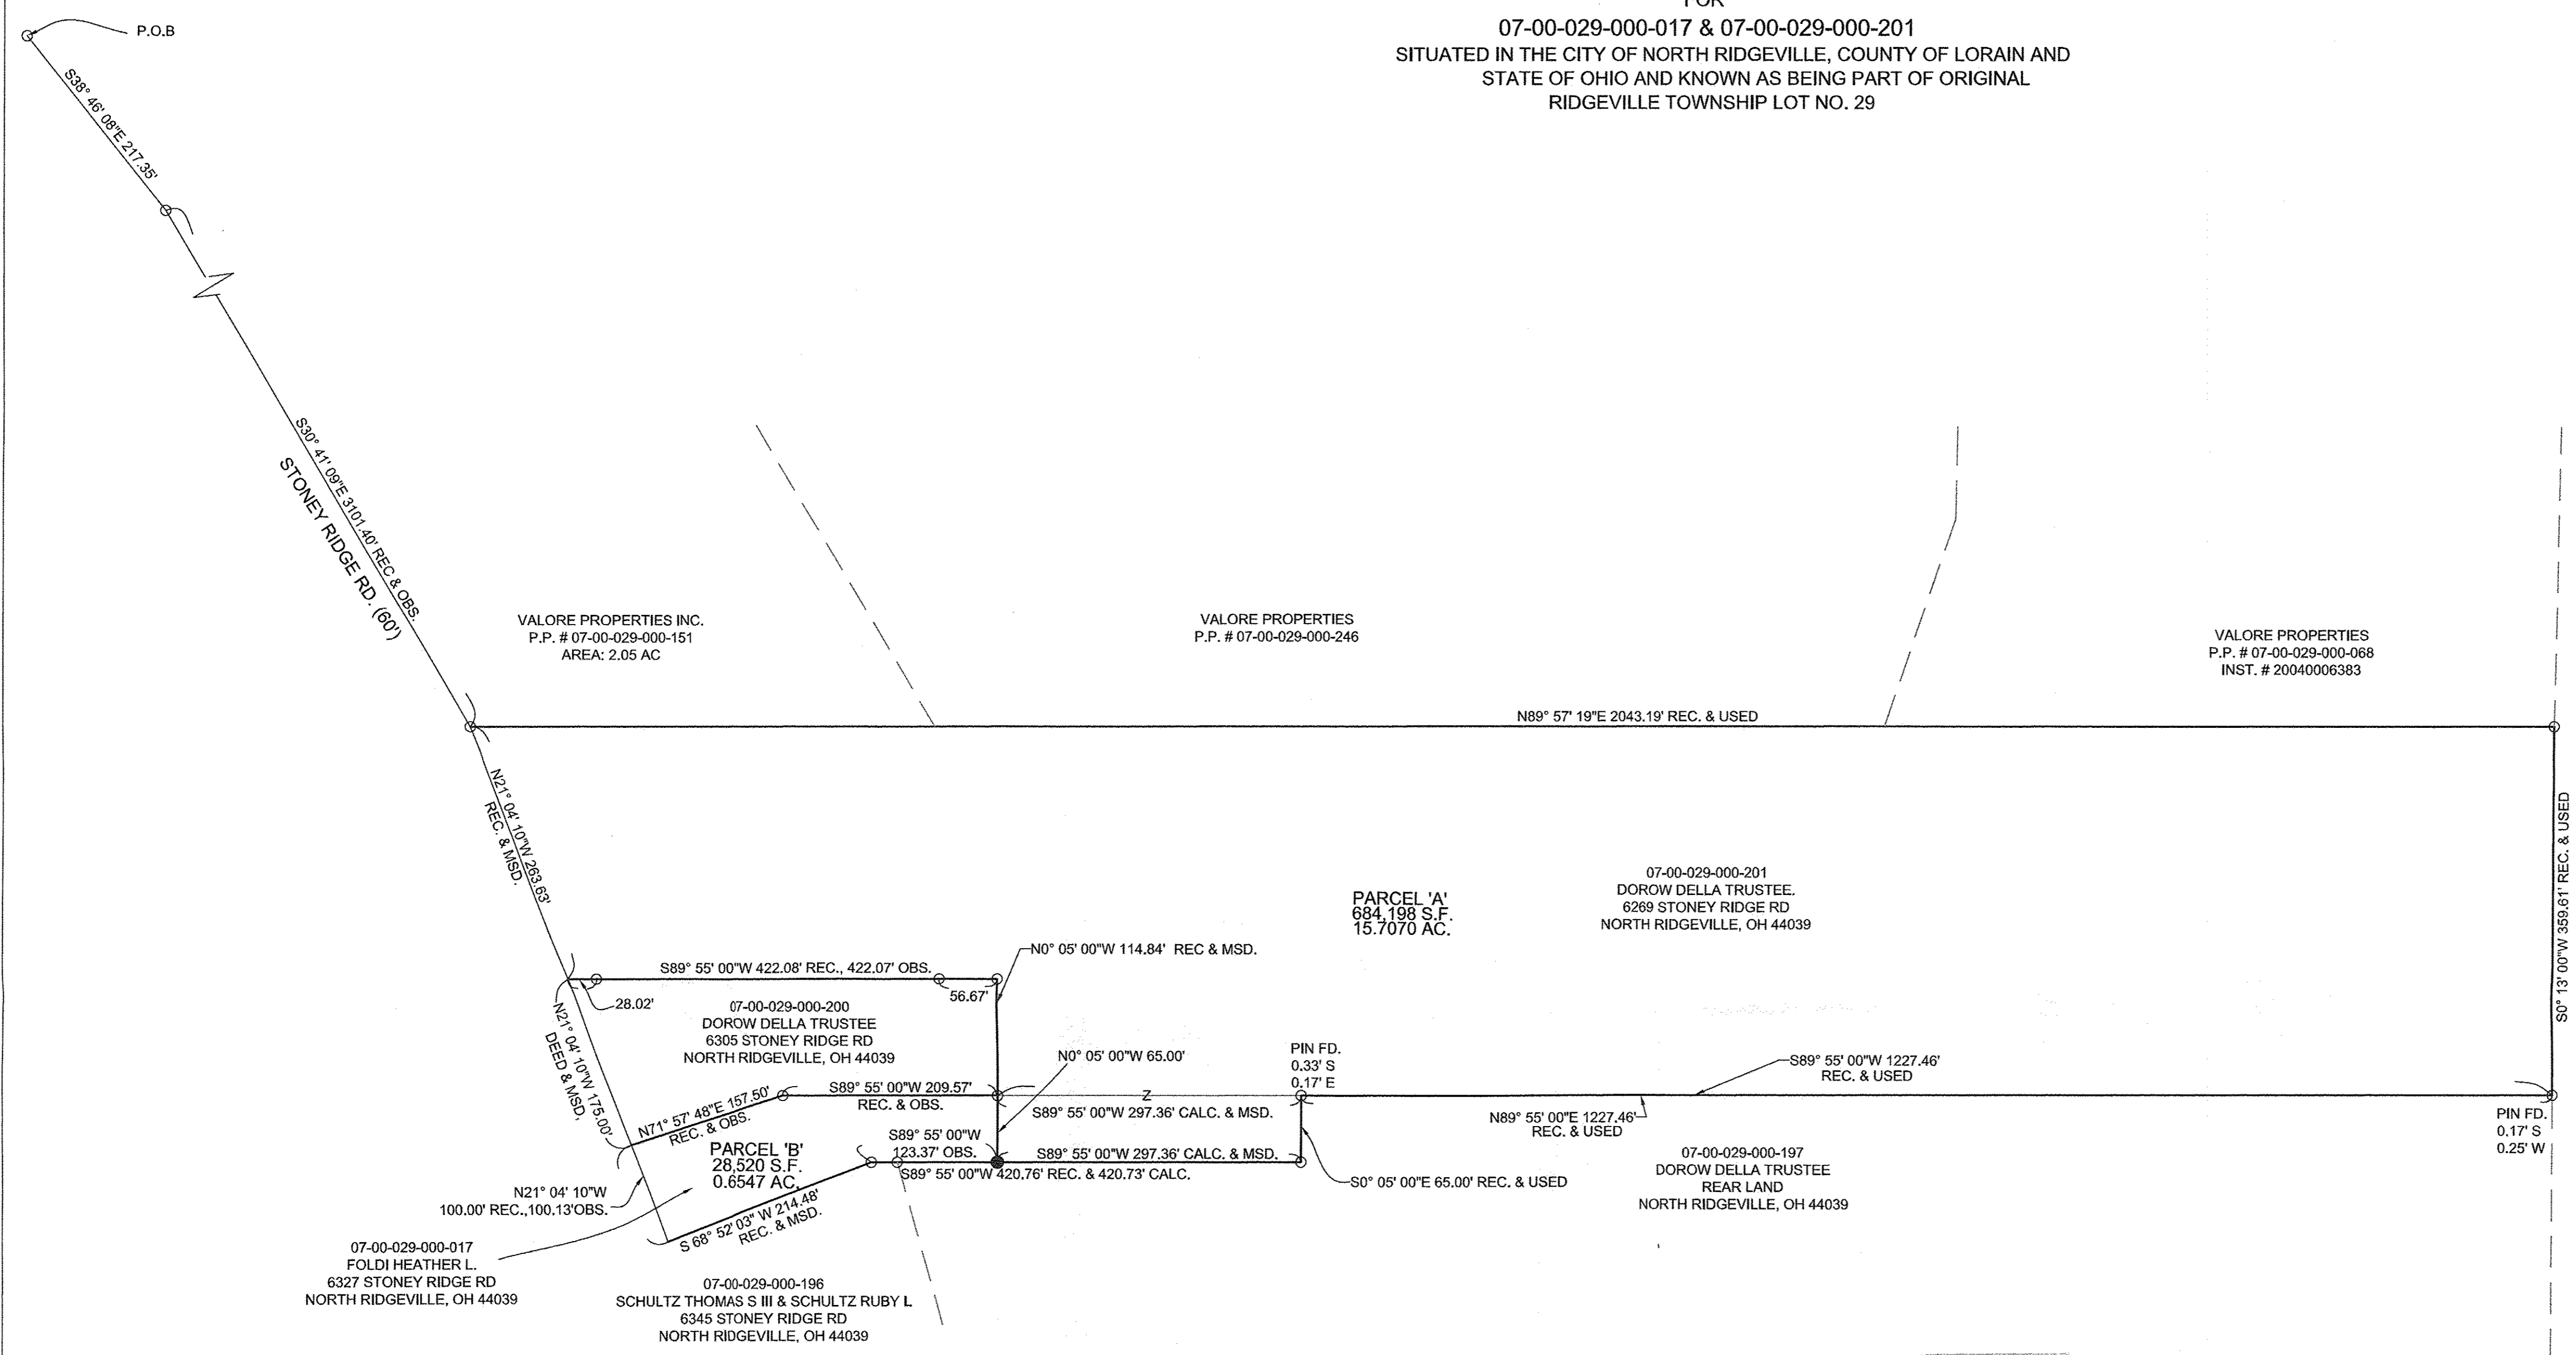 FOR
07-00-029-000-017 & 07-00-029-000-201
SITUATED IN THE CITY OF NORTH RIDGEVILLE, COUNTY OF LORAIN AND
STATE OF OHIO AND KNOWN AS BEING PART OF ORIGINAL
RIDGEVILLE TOWNSHIP LOT NO. 29
P.O.B
S38° 46' 08"E 217.35'
S30° 41' 09"E 3101.40' REC & OBS.
STONEY RIDGE RD. (60')
VALORE PROPERTIES INC.
P.P. # 07-00-029-000-151
AREA: 2.05 AC
VALORE PROPERTIES
P.P. # 07-00-029-000-246
VALORE PROPERTIES
P.P. # 07-00-029-000-068
INST. # 20040006383
N89° 57' 19"E 2043.19' REC. & USED
N21° 04' 10"W 263.63'
REC. & MSD.
S0° 13' 00"W 359.61' REC. & USED
PARCEL 'A'
684,198 S.F.
15.7070 AC.
07-00-029-000-201
DOROW DELLA TRUSTEE.
6269 STONEY RIDGE RD
NORTH RIDGEVILLE, OH 44039
N0° 05' 00"W 114.84' REC & MSD.
S89° 55' 00"W 422.08' REC., 422.07' OBS.
28.02'
56.67'
07-00-029-000-200
DOROW DELLA TRUSTEE
6305 STONEY RIDGE RD
NORTH RIDGEVILLE, OH 44039
N21° 04' 10"W 175.00'
DEED & MSD.
N0° 05' 00"W 65.00'
PIN FD.
0.33' S
0.17' E
S89° 55' 00"W 1227.46'
REC. & USED
N71° 57' 48"E 157.50'
REC. & OBS.
S89° 55' 00"W 209.57'
REC. & OBS.
Z
S89° 55' 00"W 297.36' CALC. & MSD.
N89° 55' 00"E 1227.46'
REC. & USED
PIN FD.
0.17' S
0.25' W
PARCEL 'B'
28,520 S.F.
0.6547 AC.
S89° 55' 00"W
123.37' OBS.
S89° 55' 00"W 297.36' CALC. & MSD.
S89° 55' 00"W 420.76' REC. & 420.73' CALC.
S0° 05' 00"E 65.00' REC. & USED
07-00-029-000-197
DOROW DELLA TRUSTEE
REAR LAND
NORTH RIDGEVILLE, OH 44039
N21° 04' 10"W
100.00' REC.,100.13'OBS.
S 68° 52' 03" W 214.48'
REC. & MSD.
07-00-029-000-017
FOLDI HEATHER L.
6327 STONEY RIDGE RD
NORTH RIDGEVILLE, OH 44039
07-00-029-000-196
SCHULTZ THOMAS S III & SCHULTZ RUBY L
6345 STONEY RIDGE RD
NORTH RIDGEVILLE, OH 44039